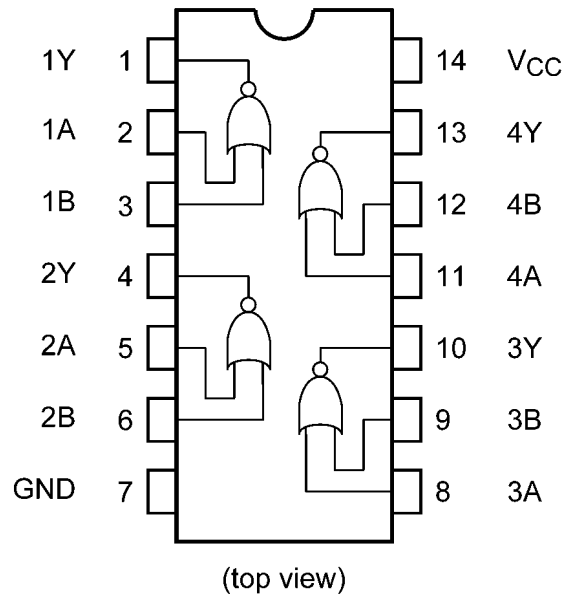 1Y 1 14 VCC
1A 2 13 4Y
1B 3 12 4B
2Y 4 11 4A
2A 5 10 3Y
2B 6 9 3B
GND 7 8 3A
(top view)